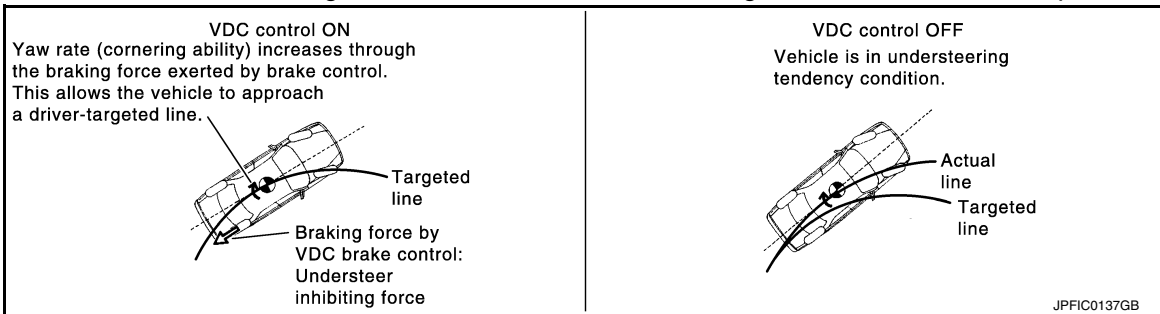 VDC control ON
Yaw rate (cornering ability) increases through
the braking force exerted by brake control.
This allows the vehicle to approach
a driver-targeted line.
Targeted
line
Braking force by
VDC brake control:
Understeer
inhibiting force
VDC control OFF
Vehicle is in understeering
tendency condition.
Actual
line
Targeted
line
JPFIC0137GB